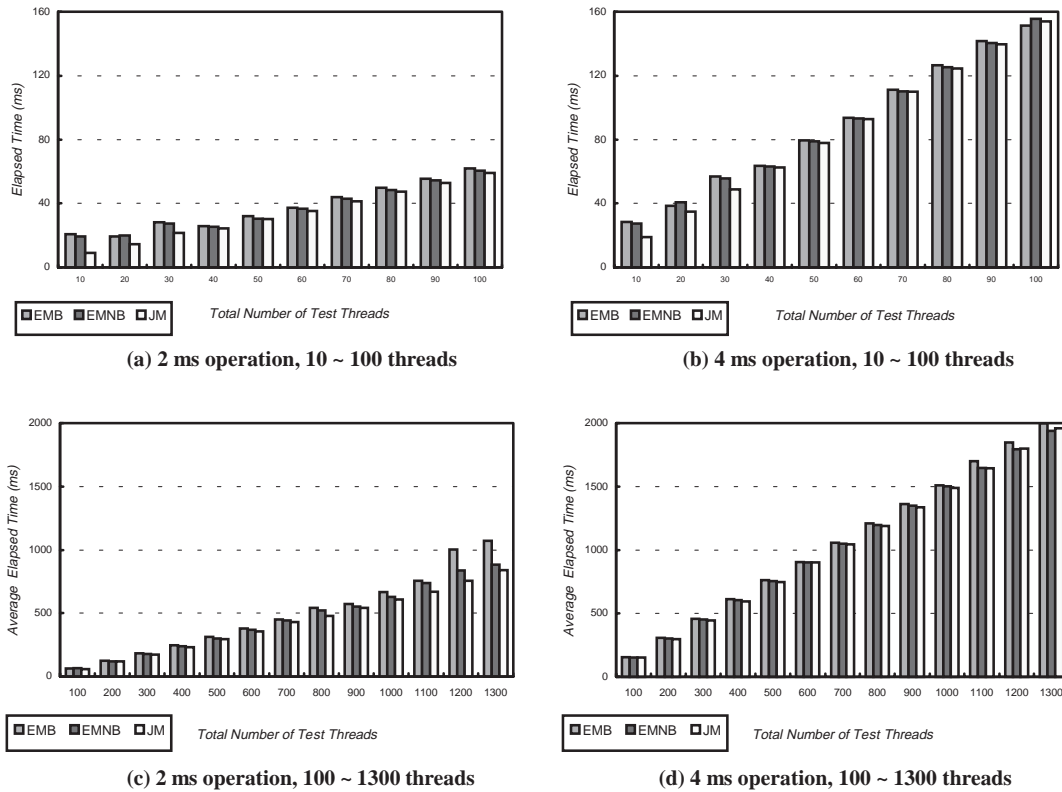 160
120
80
40
0
Elapsed Time (ms)
10 20 30 40 50 60 70 80 90 100
EMB EMNB JM
Total Number of Test Threads
(a) 2 ms operation, 10 ~ 100 threads
160
120
80
40
0
Elapsed Time (ms)
10 20 30 40 50 60 70 80 90 100
EMB EMNB JM
Total Number of Test Threads
(b) 4 ms operation, 10 ~ 100 threads
2000
1500
1000
500
0
Average Elapsed Time (ms)
100 200 300 400 500 600 700 800 900 1000 1100 1200 1300
EMB EMNB JM
Total Number of Test Threads
(c) 2 ms operation, 100 ~ 1300 threads
2000
1500
1000
500
0
Average Elapsed Time (ms)
100 200 300 400 500 600 700 800 900 1000 1100 1200 1300
EMB EMNB JM
Total Number of Test Threads
(d) 4 ms operation, 100 ~ 1300 threads